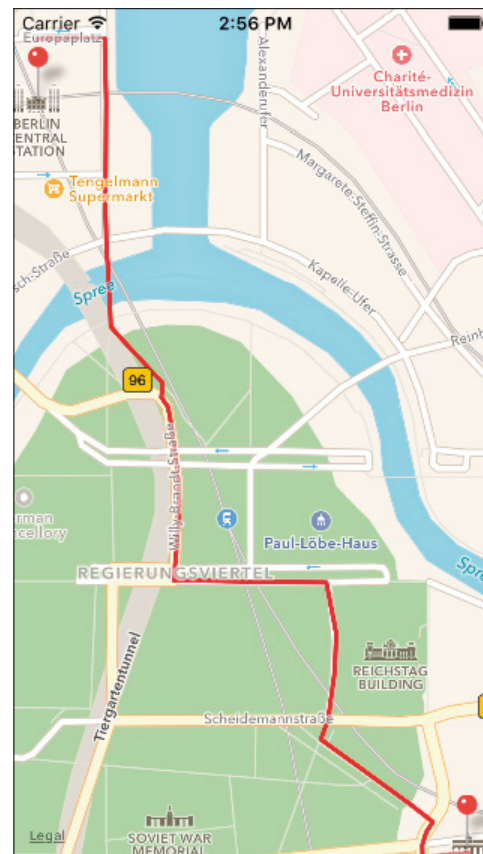 Carrier
2:56 PM
Europaplatz
Alexanderufer
Charité-
Universitätsmedizin
Berlin
BERLIN
CENTRAL
STATION
Tengelmann
Supermarkt
Margarete-Steffin-Straße
Kapelle-Ufer
Spree
96
Willy-Brandt-Straße
Paul-Löbe-Haus
REGIERUNGSVIERTEL
REICHSTAG
BUILDING
Tiergartentunnel
Scheidemannstraße
Legal
SOVIET WAR
MEMORIAL